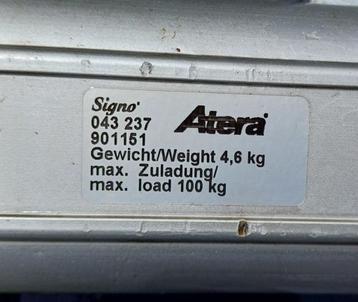 Signo
043 237
Atera
901151
Gewicht/Weight 4,6 kg
max. Zuladung/
max. load 100 kg